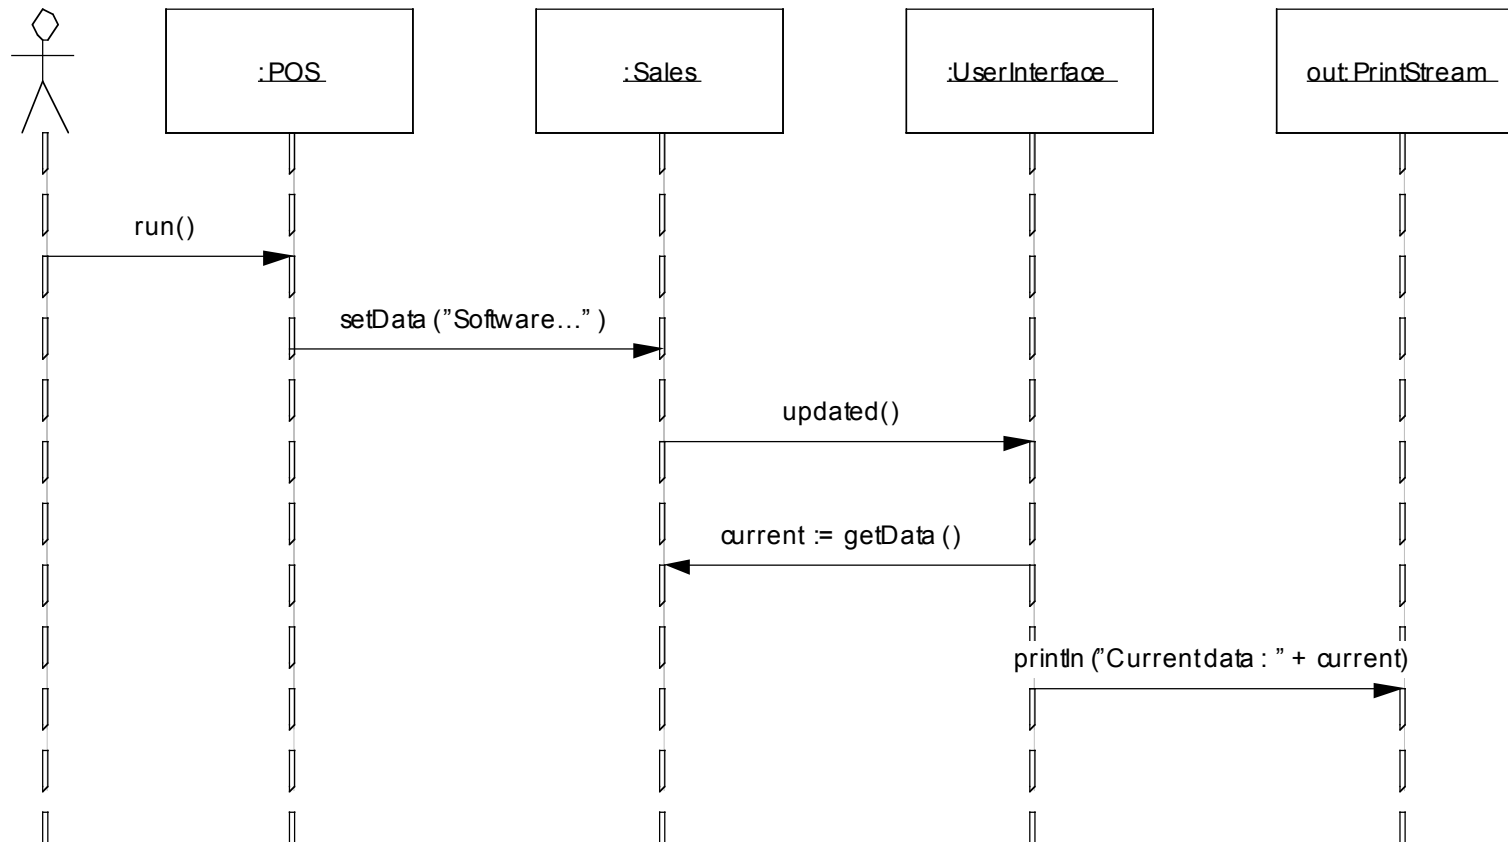 :POS
:Sales
:UserInterface
out:PrintStream
run()
setData ("Software…" )
updated()
current := getData ()
println ("Current data : " + current)